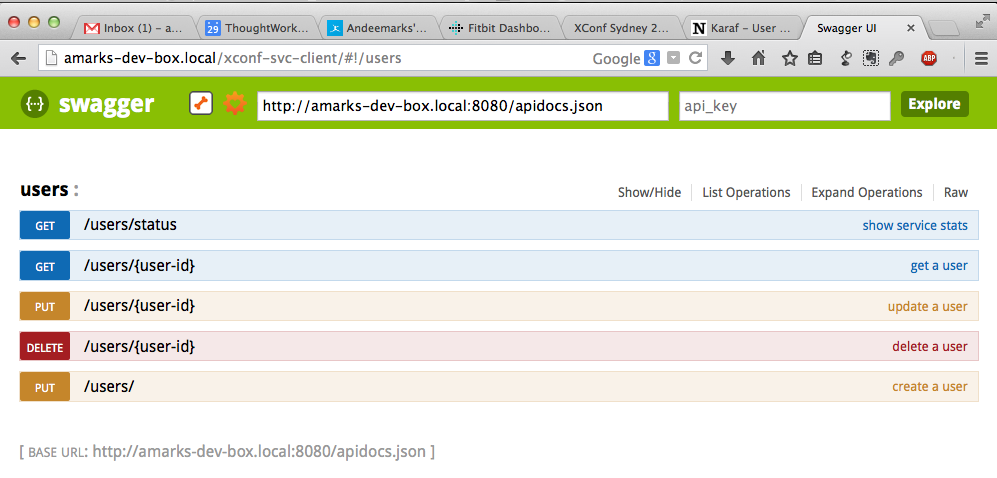 Inbox (1) – a... ThoughtWork... Andeemarks'... Fitbit Dashbo... XConf Sydney 2... Karaf – User ... Swagger UI
amarks-dev-box.local/xconf-svc-client/#!/users Google 8 ABP
{··} swagger http://amarks-dev-box.local:8080/apidocs.json api_key Explore
users : Show/Hide List Operations Expand Operations Raw
GET /users/status show service stats
GET /users/{user-id} get a user
PUT /users/{user-id} update a user
DELETE /users/{user-id} delete a user
PUT /users/ create a user
[ BASE URL: http://amarks-dev-box.local:8080/apidocs.json ]